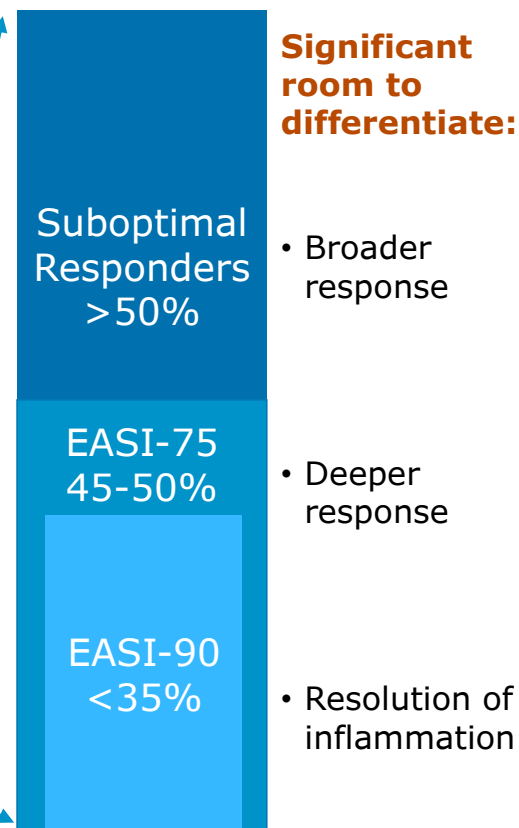 Significant
room to
differentiate:
Suboptimal
Responders
>50%
• Broader
response
EASI-75
45-50%
• Deeper
response
EASI-90
<35%
• Resolution of
inflammation